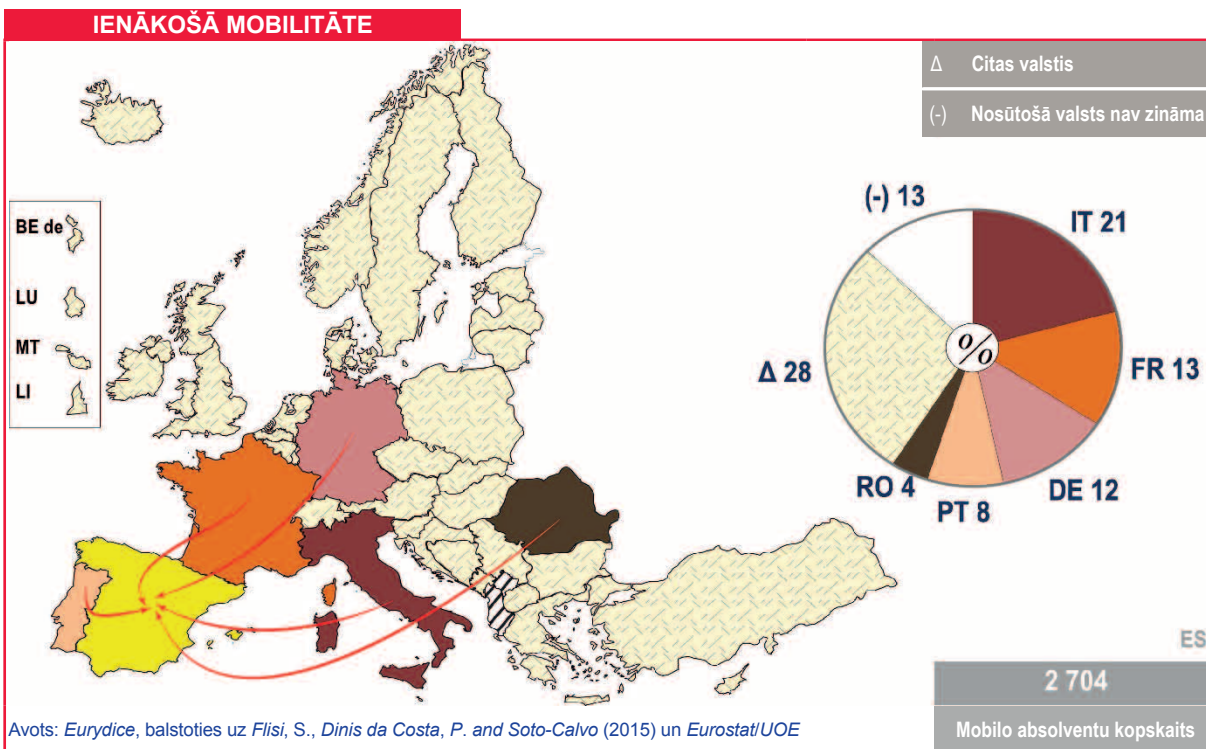 IENĀKOŠĀ MOBILITĀTE
Δ Citas valstis
(-) Nosūtošā valsts nav zināma
BE de
LU
MT
LI
(-) 13
IT 21
FR 13
DE 12
PT 8
RO 4
Δ 28
%
ES
2 704
Mobilo absolventu kopskaits
Avots: Eurydice, balstoties uz Flisi, S., Dinis da Costa, P. and Soto-Calvo (2015) un Eurostat/UOE